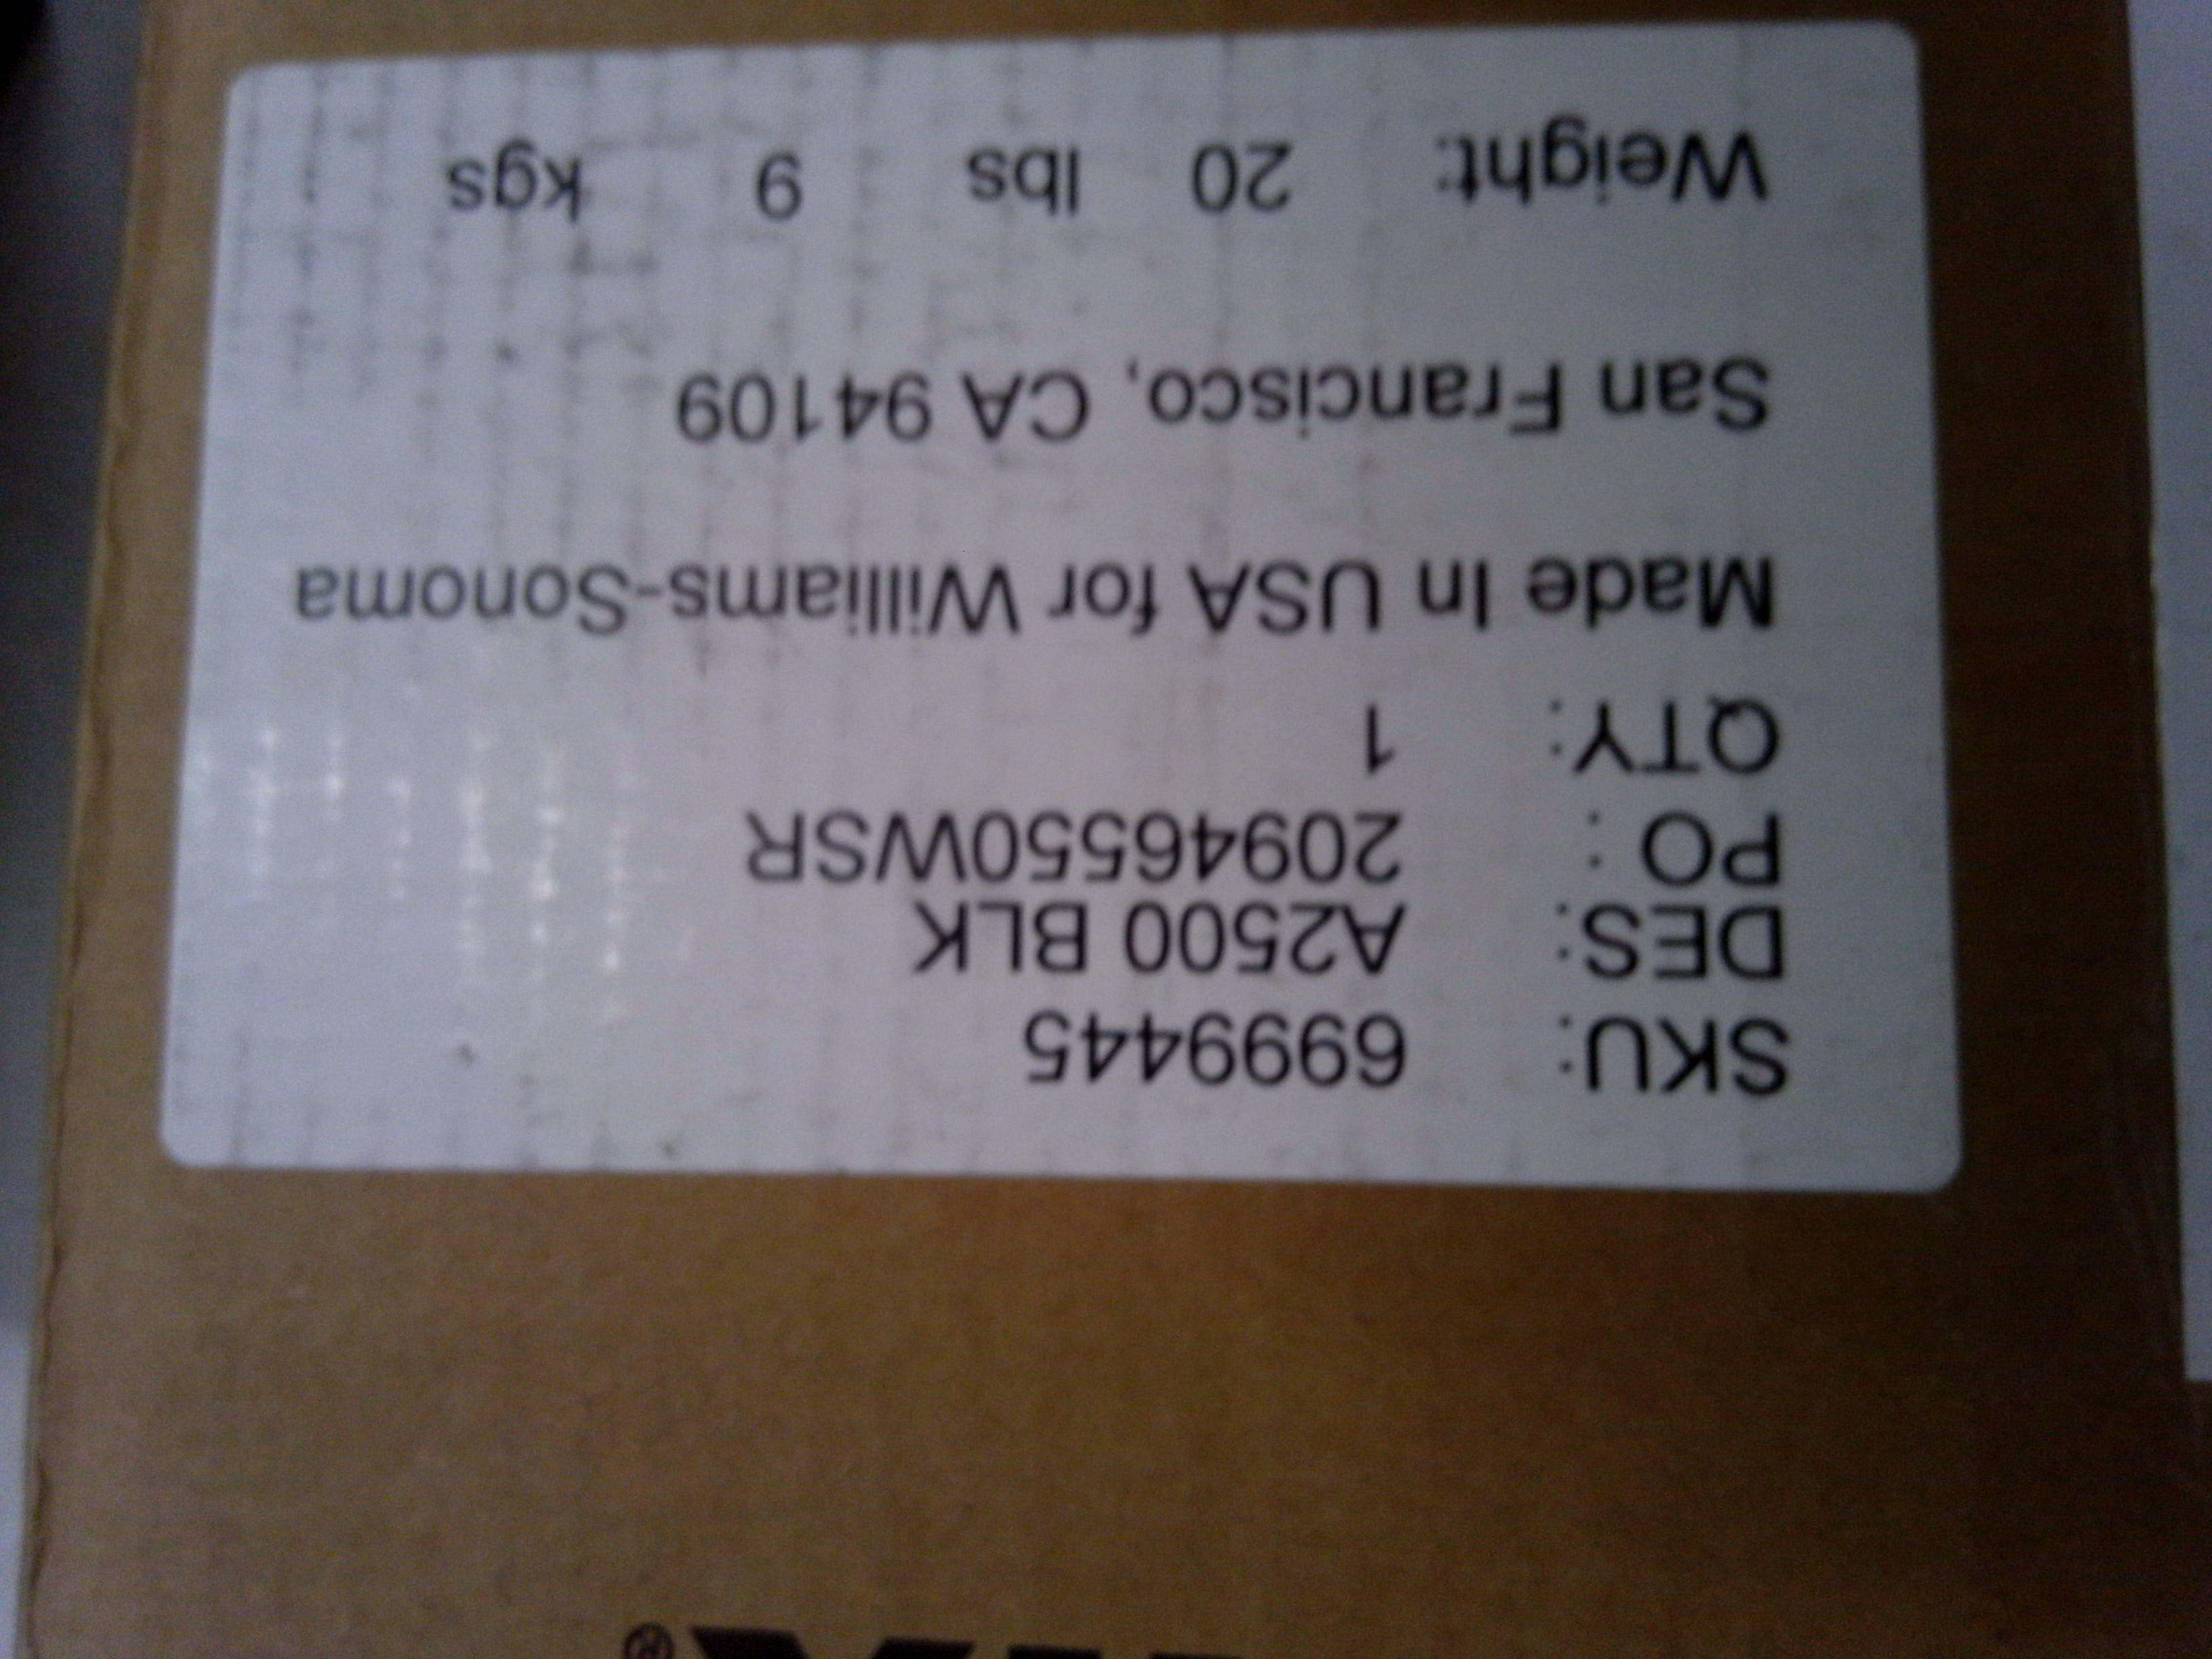 SKU: 6999445
DES: A2500 BLK
PO : 20946550WSR
QTY: 1
Made In USA for Williams-Sonoma
San Francisco, CA 94109
Weight: 20 lbs 9 kgs